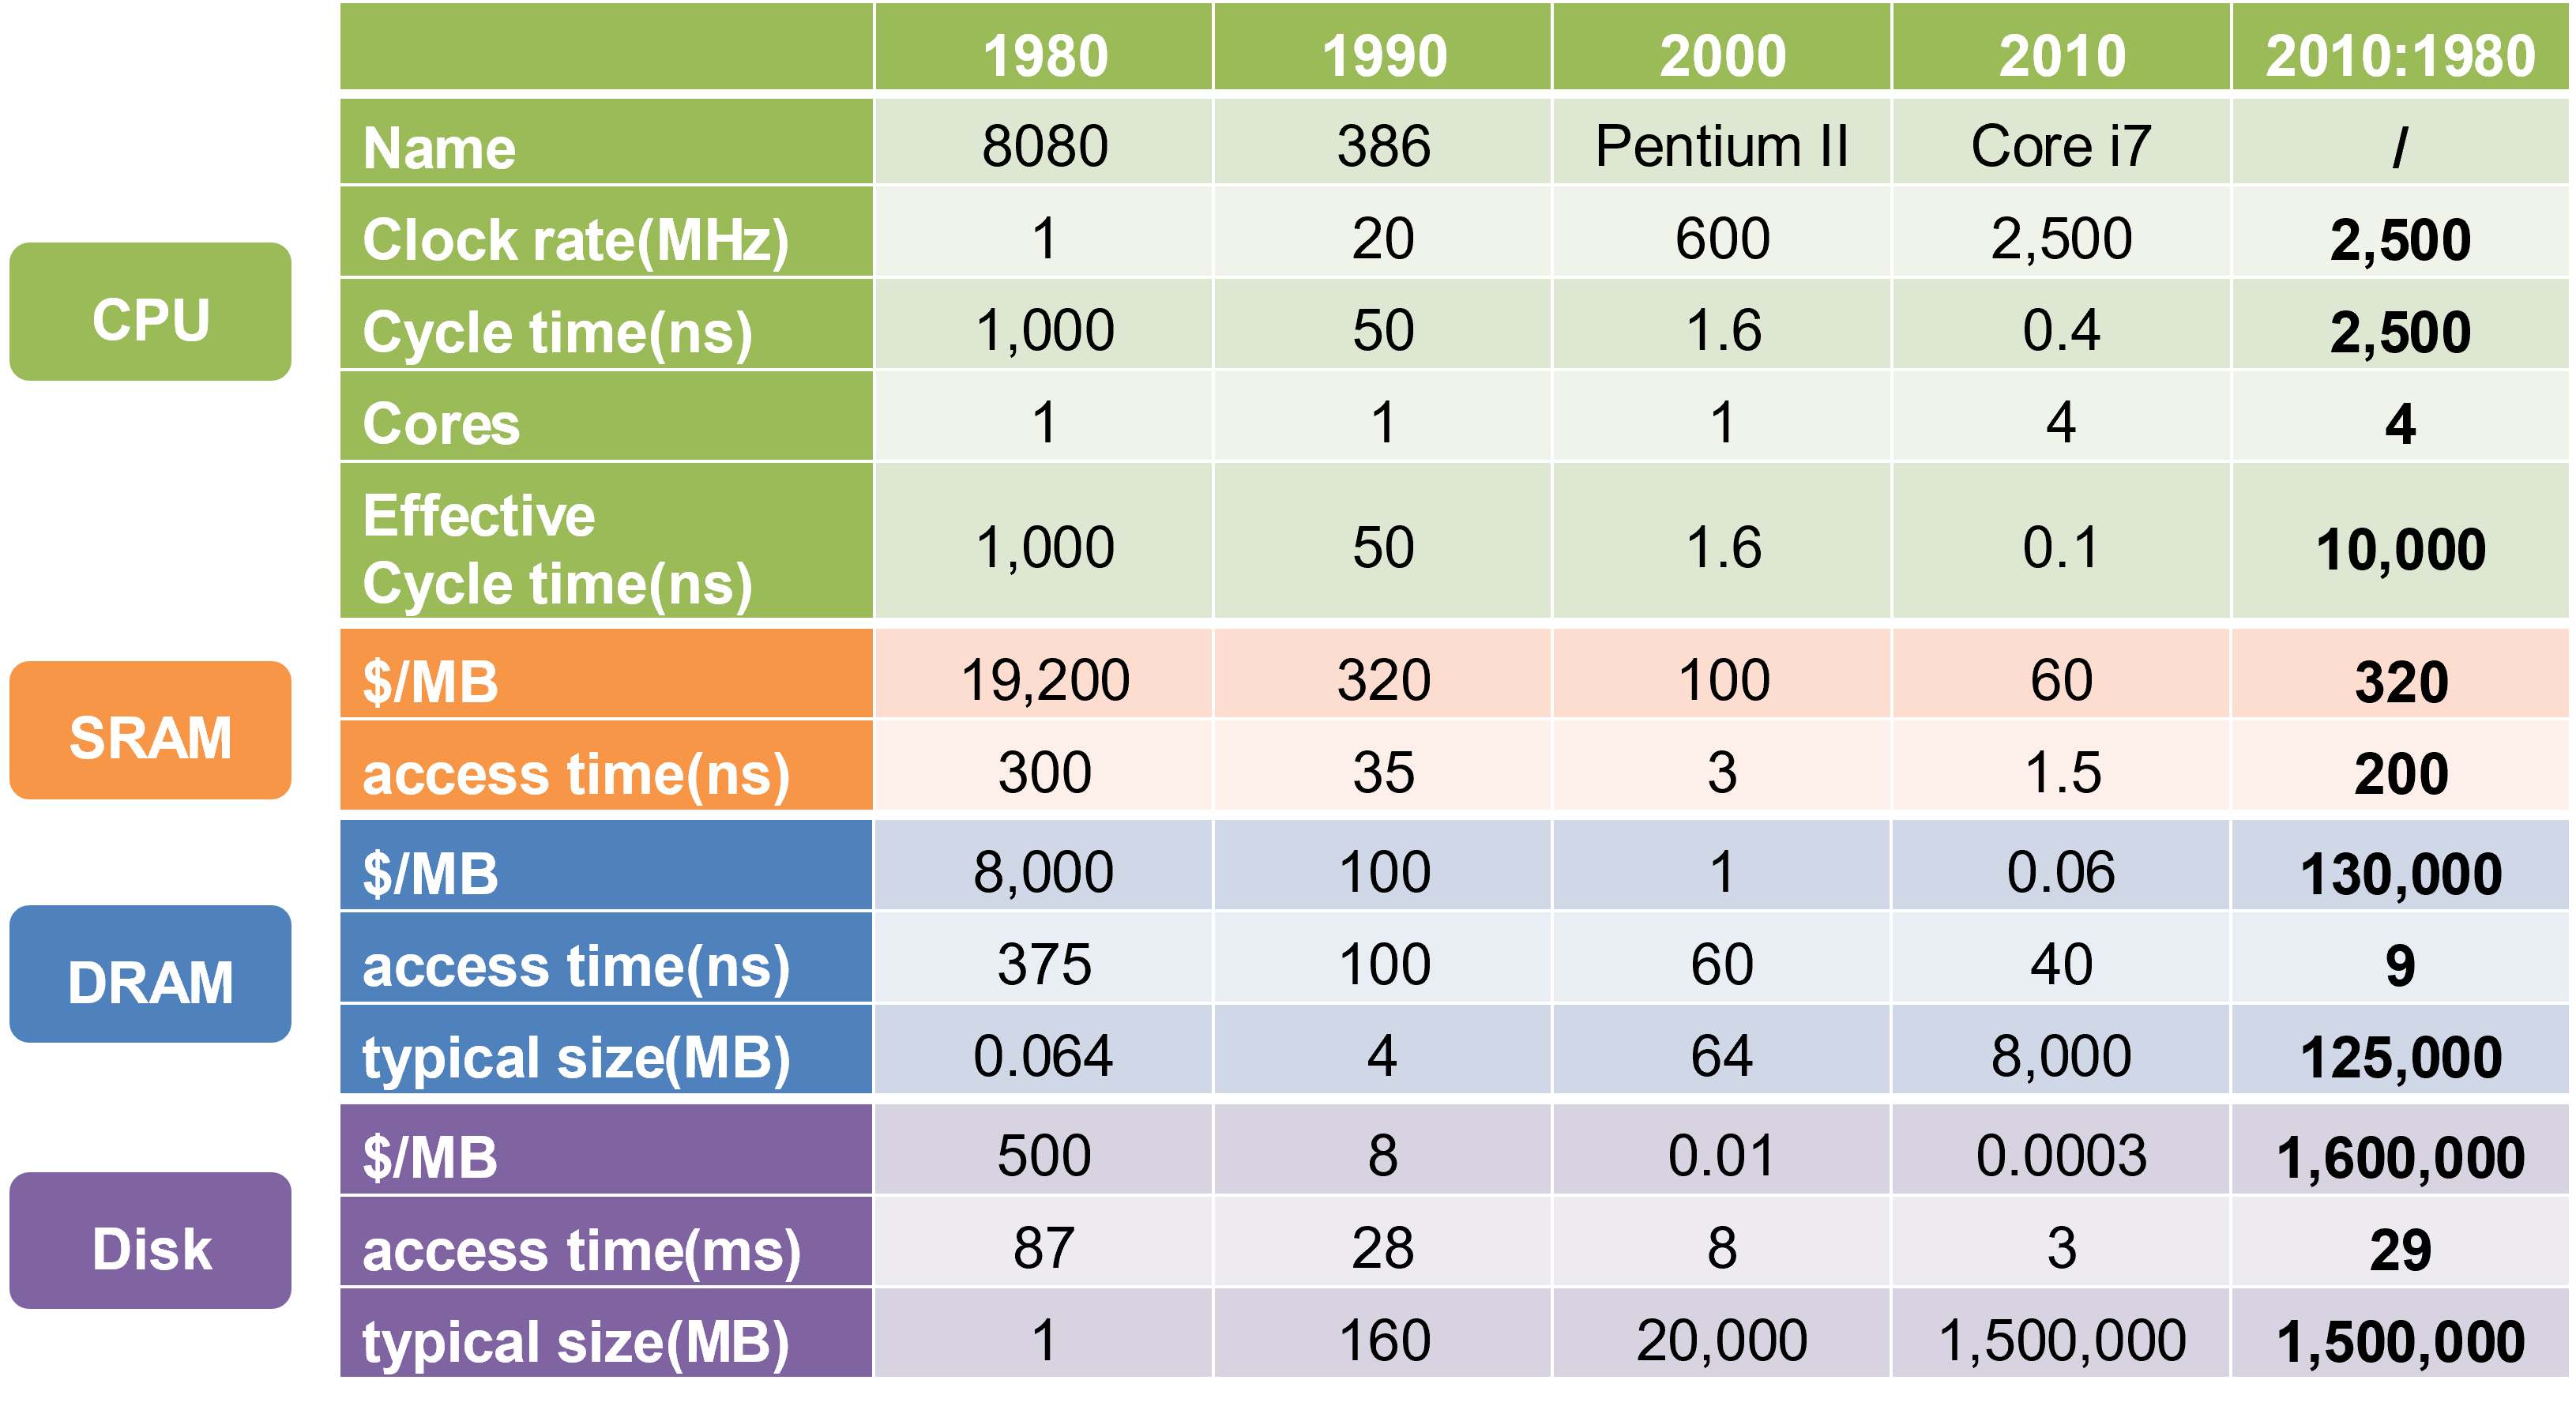 1980 1990 2000 2010 2010:1980
CPU
Name 8080 386 Pentium II Core i7 /
Clock rate(MHz) 1 20 600 2,500 2,500
Cycle time(ns) 1,000 50 1.6 0.4 2,500
Cores 1 1 1 4 4
Effective
Cycle time(ns) 1,000 50 1.6 0.1 10,000
SRAM
$/MB 19,200 320 100 60 320
access time(ns) 300 35 3 1.5 200
DRAM
$/MB 8,000 100 1 0.06 130,000
access time(ns) 375 100 60 40 9
typical size(MB) 0.064 4 64 8,000 125,000
Disk
$/MB 500 8 0.01 0.0003 1,600,000
access time(ms) 87 28 8 3 29
typical size(MB) 1 160 20,000 1,500,000 1,500,000